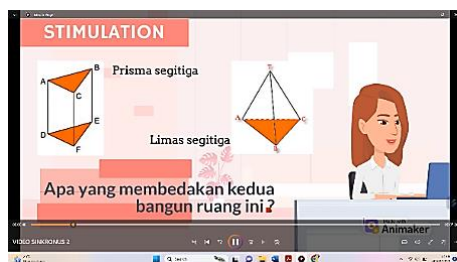 STIMULATION
A
B
C
D
E
F
Prisma segitiga
A
C
Limas segitiga
Apa yang membedakan kedua
bangun ruang ini?
Animaker
VIDEO SINKRONUS 2